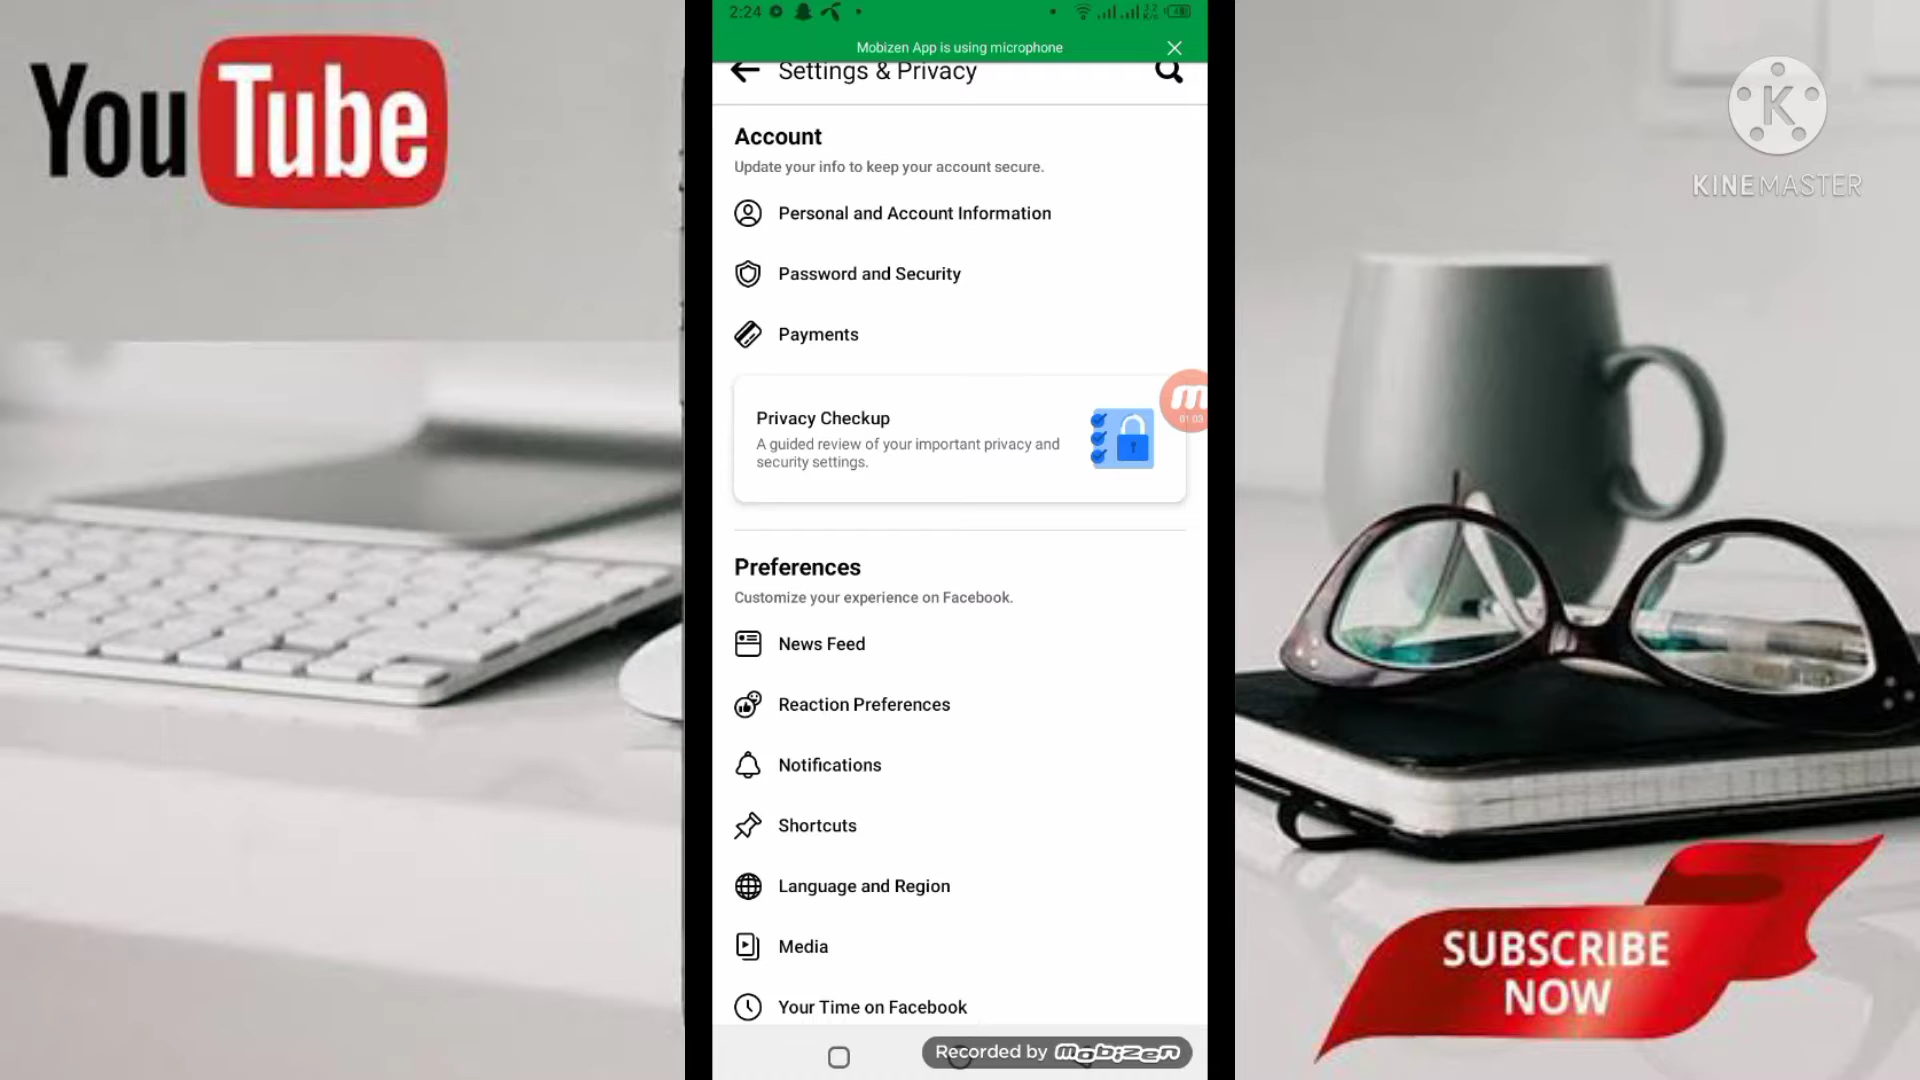 YouTube
2:24
Mobizen App is using microphone
Settings & Privacy
Account
Update your info to keep your account secure.
Personal and Account Information
Password and Security
Payments
Privacy Checkup
A guided review of your important privacy and
security settings.
01:03
Preferences
Customize your experience on Facebook.
News Feed
Reaction Preferences
Notifications
Shortcuts
Language and Region
Media
Your Time on Facebook
Recorded by mobizen
K
KINEMASTER
SUBSCRIBE
NOW